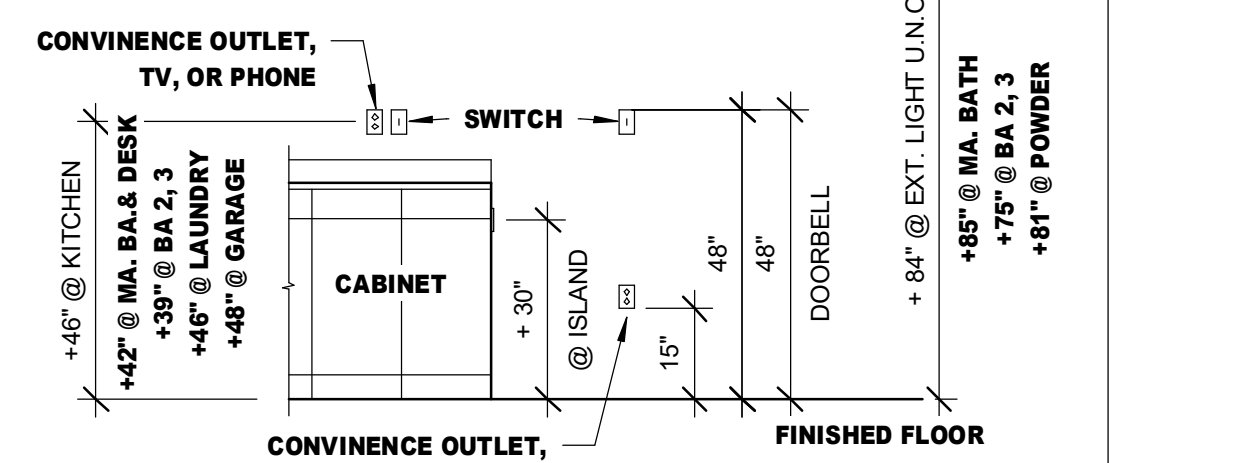 CONVINENCE OUTLET,
TV, OR PHONE
SWITCH
+46" @ KITCHEN
+42" @ MA. BA.& DESK
+39" @ BA 2, 3
+46" @ LAUNDRY
+48" @ GARAGE
CABINET
+ 30"
@ ISLAND
15"
48"
48"
DOORBELL
+ 84" @ EXT. LIGHT U.N.O
+85" @ MA. BATH
+75" @ BA 2, 3
+81" @ POWDER
CONVINENCE OUTLET,
FINISHED FLOOR